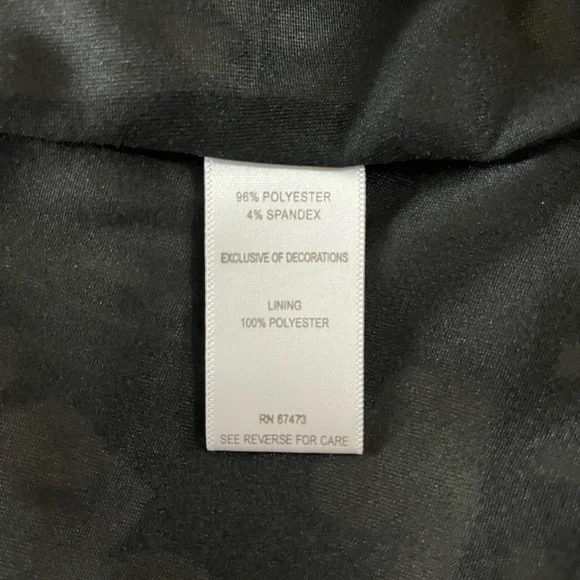 96% POLYESTER
4% SPANDEX
EXCLUSIVE OF DECORATIONS
LINING
100% POLYESTER
RN 67473
SEE REVERSE FOR CARE